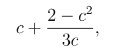 c + \frac{2 - c^2}{3c},